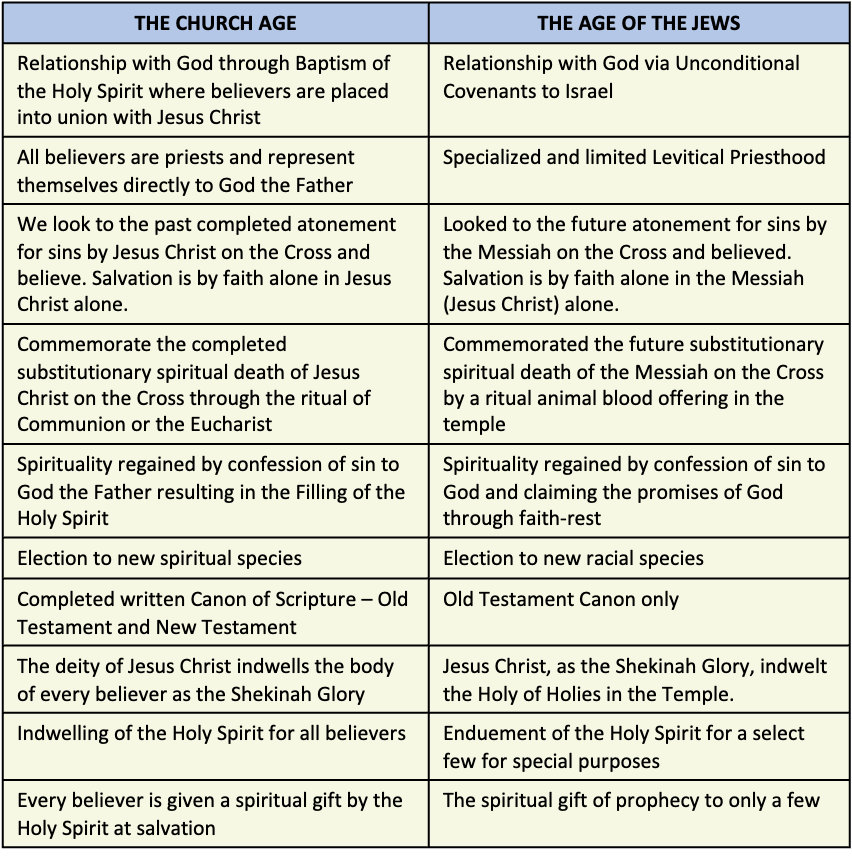 THE CHURCH AGE
THE AGE OF THE JEWS
Relationship with God through Baptism of
the Holy Spirit where believers are placed
into union with Jesus Christ
Relationship with God via Unconditional
Covenants to Israel
All believers are priests and represent
themselves directly to God the Father
Specialized and limited Levitical Priesthood
We look to the past completed atonement
for sins by Jesus Christ on the Cross and
believe. Salvation is by faith alone in Jesus
Christ alone.
Looked to the future atonement for sins by
the Messiah on the Cross and believed.
Salvation is by faith alone in the Messiah
(Jesus Christ) alone.
Commemorate the completed
substitutionary spiritual death of Jesus
Christ on the Cross through the ritual of
Communion or the Eucharist
Commemorated the future substitutionary
spiritual death of the Messiah on the Cross
by a ritual animal blood offering in the
temple
Spirituality regained by confession of sin to
God the Father resulting in the Filling of the
Holy Spirit
Spirituality regained by confession of sin to
God and claiming the promises of God
through faith-rest
Election to new spiritual species
Election to new racial species
Completed written Canon of Scripture – Old
Testament and New Testament
Old Testament Canon only
The deity of Jesus Christ indwells the body
of every believer as the Shekinah Glory
Jesus Christ, as the Shekinah Glory, indwelt
the Holy of Holies in the Temple.
Indwelling of the Holy Spirit for all believers
Enduement of the Holy Spirit for a select
few for special purposes
Every believer is given a spiritual gift by the
Holy Spirit at salvation
The spiritual gift of prophecy to only a few